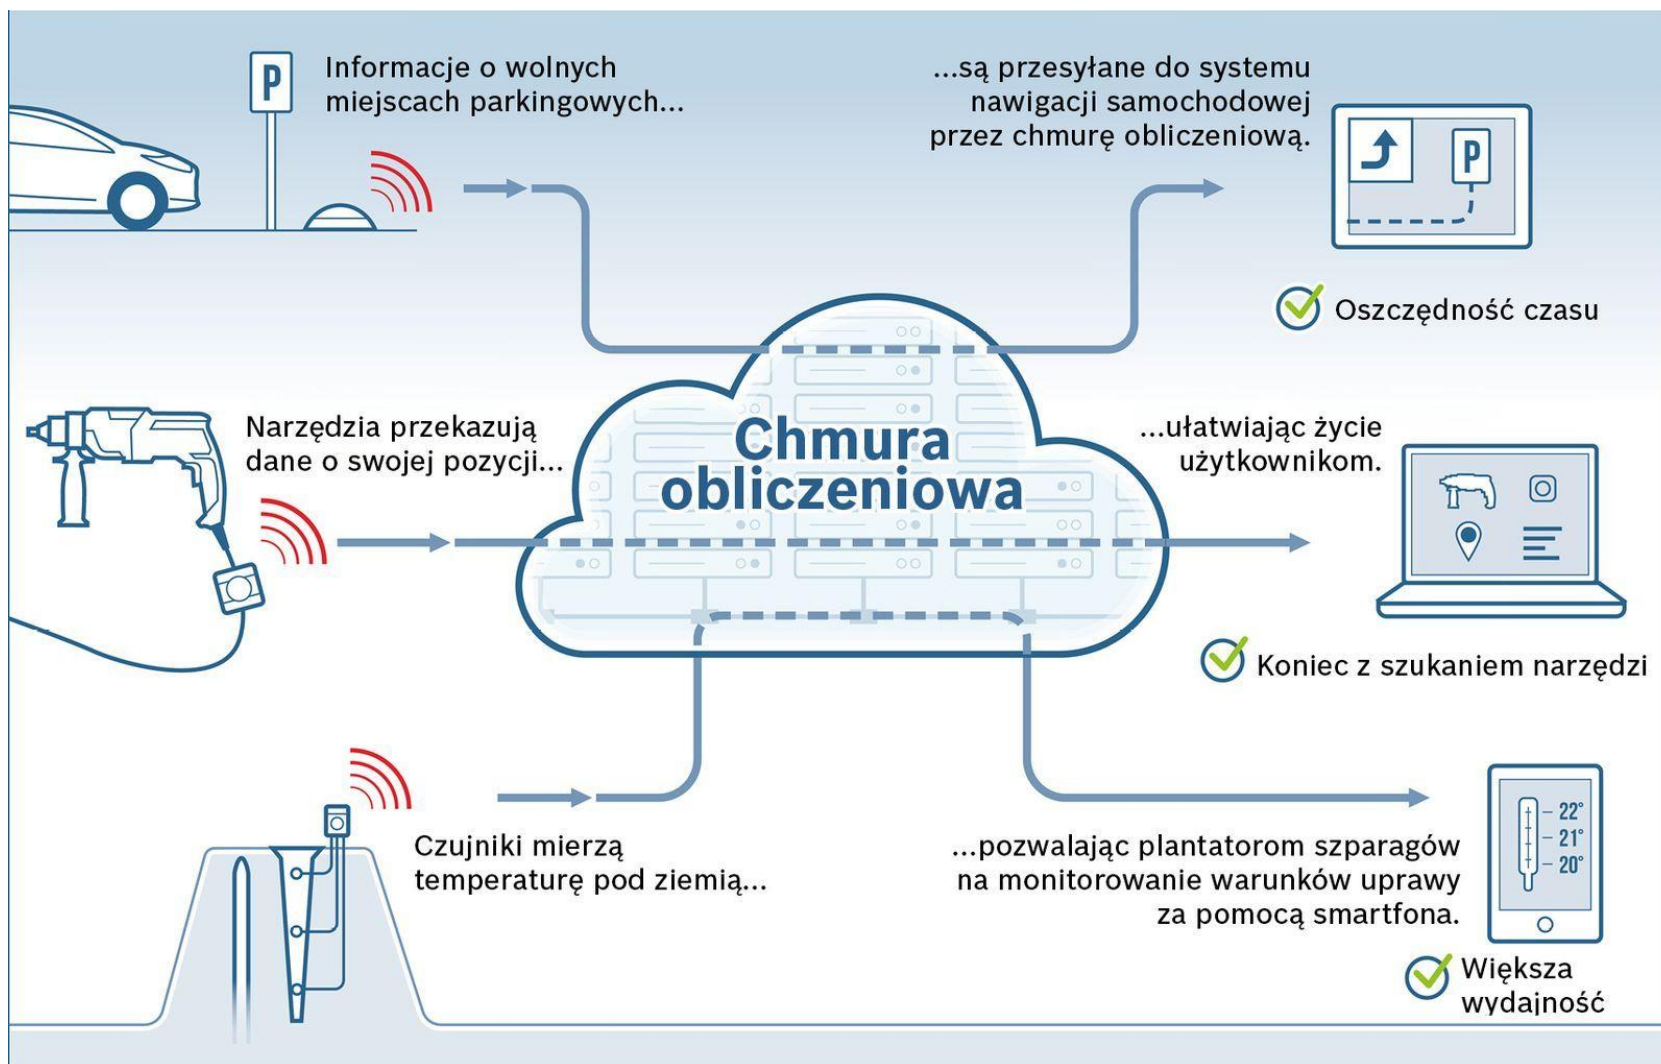 P
Informacje o wolnych
miejscach parkingowych...
...są przesyłane do systemu
nawigacji samochodowej
przez chmurę obliczeniową.
P
Oszczędność czasu
Narzędzia przekazują
dane o swojej pozycji...
Chmura
obliczeniowa
...ułatwiając życie
użytkownikom.
Koniec z szukaniem narzędzi
Czujniki mierzą
temperaturę pod ziemią...
...pozwalając plantatorom szparagów
na monitorowanie warunków uprawy
za pomocą smartfona.
22°
21°
20°
Większa
wydajność